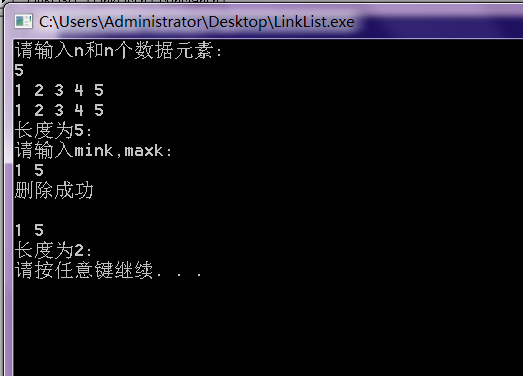 C:\Users\Administrator\Desktop\LinkList.exe
请输入n和n个数据元素:
5
1 2 3 4 5
1 2 3 4 5
长度为5:
请输入mink,maxk:
1 5
删除成功
1 5
长度为2:
请按任意键继续. . .